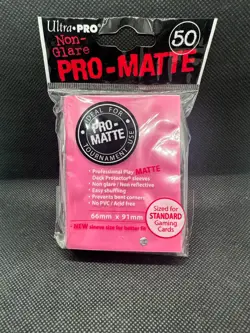 Ultra•PRO®
Non-
Glare
50
PRO-MATTE
IDEAL FOR
PRO-
MATTE
TOURNAMENT USE
• Professional Play MATTE
Deck Protector® sleeves
• Non glare / Non reflective
• Easy shuffling
• Prevents bent corners
• No PVC / Acid free
66mm x 91mm
• NEW sleeve size for better fit
Sized for
STANDARD
Gaming
Cards